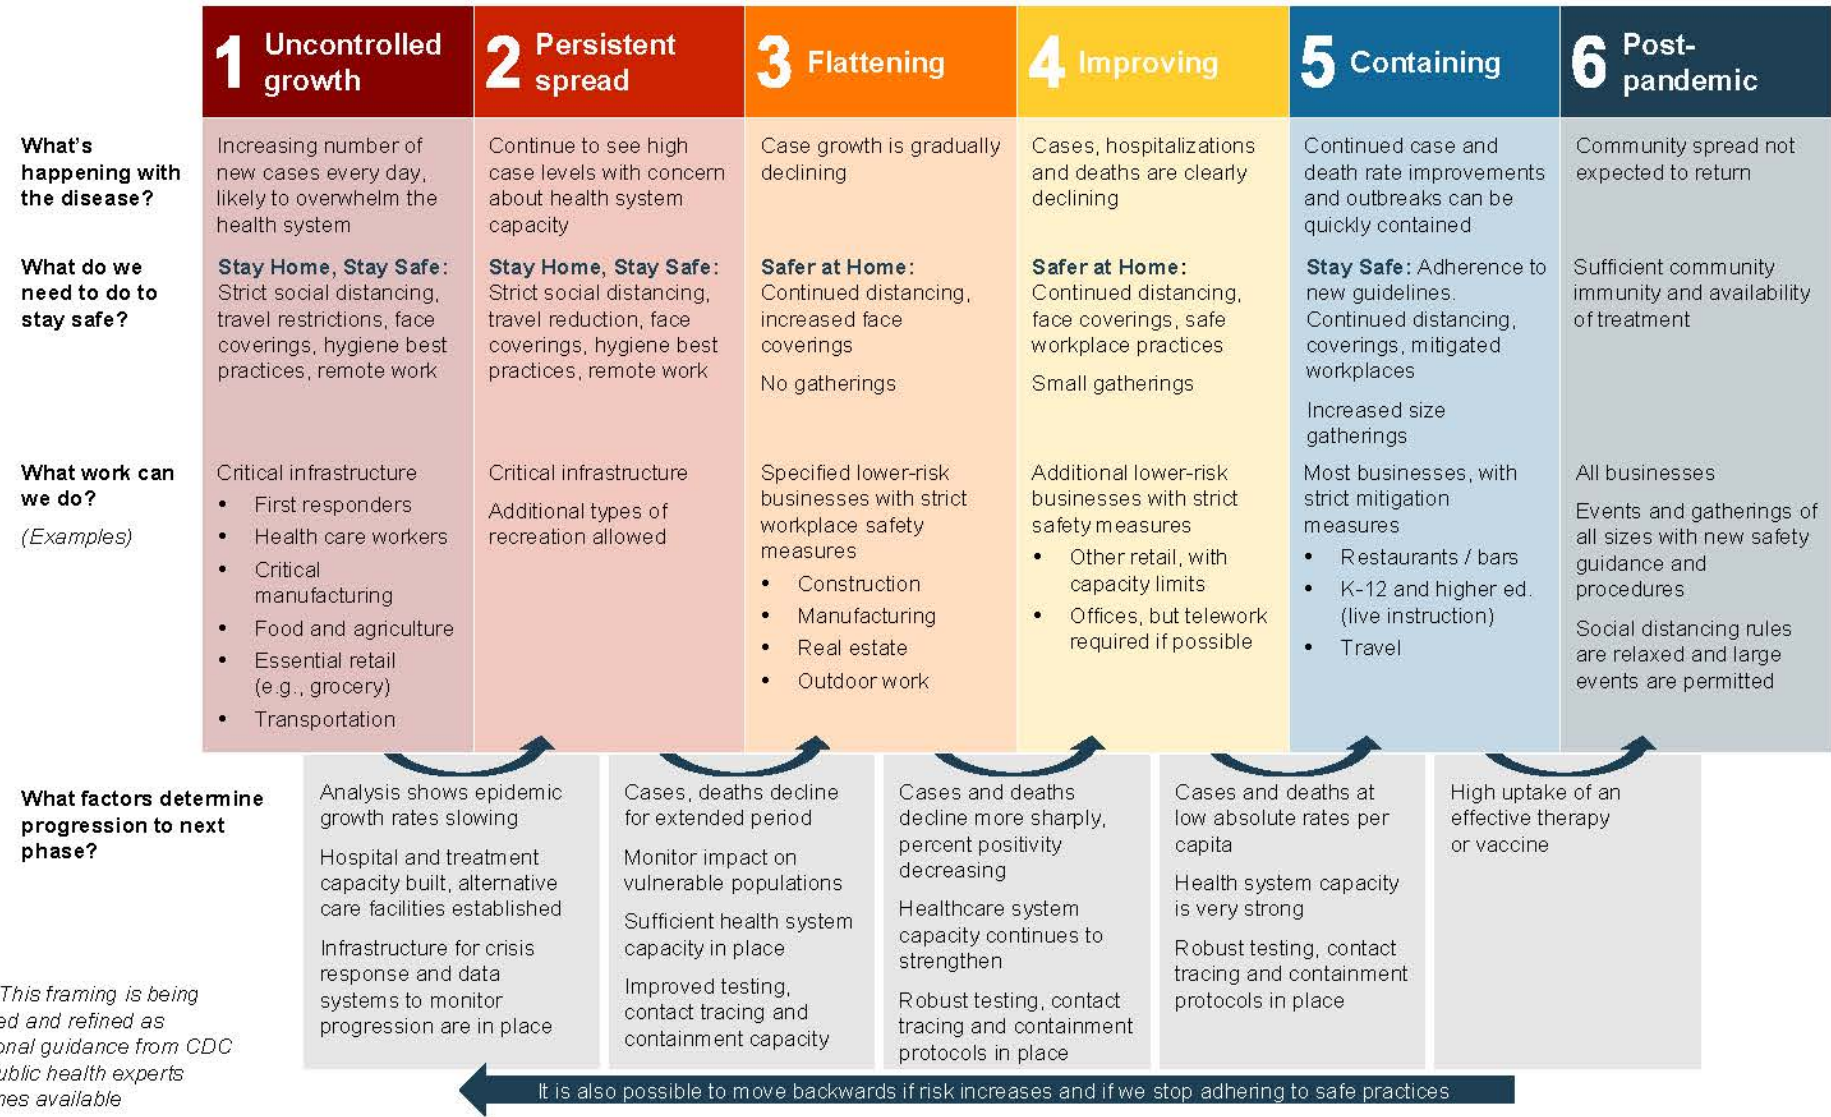 1 Uncontrolled
growth
2 Persistent
spread
3 Flattening
4 Improving
5 Containing
6 Post-
pandemic
What's
happening with
the disease?
Increasing number of
new cases every day,
likely to overwhelm the
health system
Continue to see high
case levels with concern
about health system
capacity
Case growth is gradually
declining
Cases, hospitalizations
and deaths are clearly
declining
Continued case and
death rate improvements
and outbreaks can be
quickly contained
Community spread not
expected to return
What do we
need to do to
stay safe?
Stay Home, Stay Safe:
Strict social distancing,
travel restrictions, face
coverings, hygiene best
practices, remote work
Stay Home, Stay Safe:
Strict social distancing,
travel reduction, face
coverings, hygiene best
practices, remote work
Safer at Home:
Continued distancing,
increased face
coverings
No gatherings
Safer at Home:
Continued distancing,
face coverings, safe
workplace practices
Small gatherings
Stay Safe: Adherence to
new guidelines.
Continued distancing,
coverings, mitigated
workplaces
Increased size
gatherings
Sufficient community
immunity and availability
of treatment
What work can
we do?
(Examples)
Critical infrastructure
• First responders
• Health care workers
• Critical
manufacturing
• Food and agriculture
• Essential retail
(e.g., grocery)
• Transportation
Critical infrastructure
Additional types of
recreation allowed
Specified lower-risk
businesses with strict
workplace safety
measures
• Construction
• Manufacturing
• Real estate
• Outdoor work
Additional lower-risk
businesses with strict
safety measures
• Other retail, with
capacity limits
• Offices, but telework
required if possible
Most businesses, with
strict mitigation
measures
• Restaurants / bars
• K-12 and higher ed.
(live instruction)
• Travel
All businesses
Events and gatherings of
all sizes with new safety
guidance and
procedures
Social distancing rules
are relaxed and large
events are permitted
What factors determine
progression to next
phase?
Analysis shows epidemic
growth rates slowing
Hospital and treatment
capacity built, alternative
care facilities established
Infrastructure for crisis
response and data
systems to monitor
progression are in place
Cases, deaths decline
for extended period
Monitor impact on
vulnerable populations
Sufficient health system
capacity in place
Improved testing,
contact tracing and
containment capacity
Cases and deaths
decline more sharply,
percent positivity
decreasing
Healthcare system
capacity continues to
strengthen
Robust testing, contact
tracing and containment
protocols in place
Cases and deaths at
low absolute rates per
capita
Health system capacity
is very strong
Robust testing, contact
tracing and containment
protocols in place
High uptake of an
effective therapy
or vaccine
This framing is being
ed and refined as
onal guidance from CDC
ublic health experts
mes available
It is also possible to move backwards if risk increases and if we stop adhering to safe practices